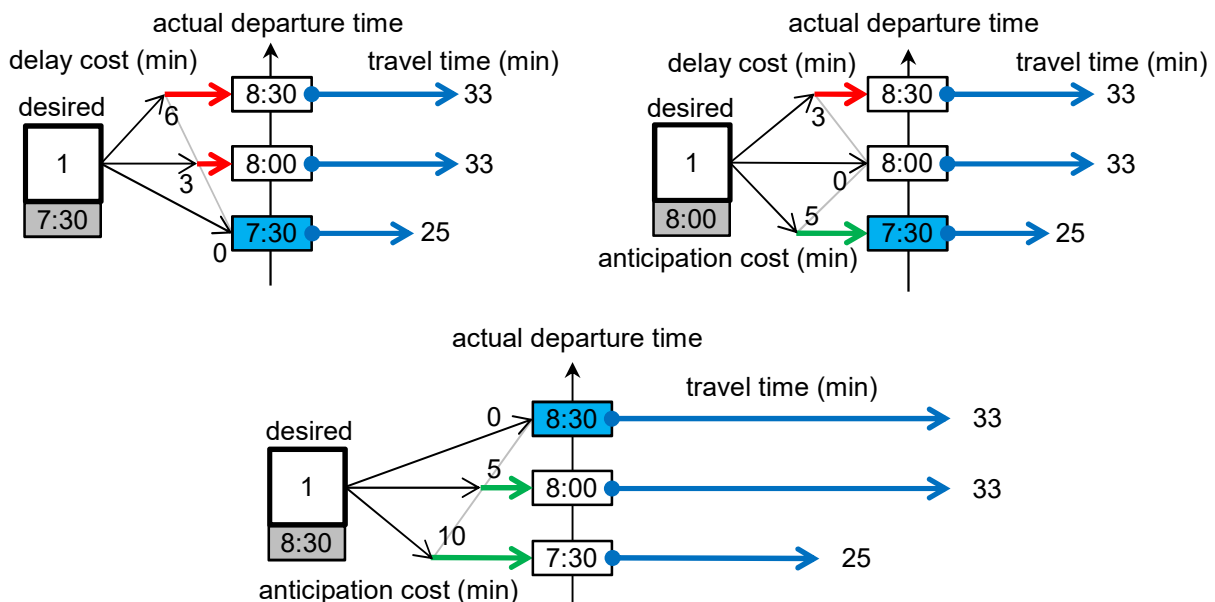 actual departure time
delay cost (min)
travel time (min)
desired
8:30
33
6
1
8:00
33
3
7:30
7:30
25
0
actual departure time
delay cost (min)
travel time (min)
desired
8:30
33
3
1
8:00
33
0
8:00
5
7:30
25
anticipation cost (min)
actual departure time
travel time (min)
0
8:30
33
desired
1
5
8:00
33
8:30
10
7:30
25
anticipation cost (min)